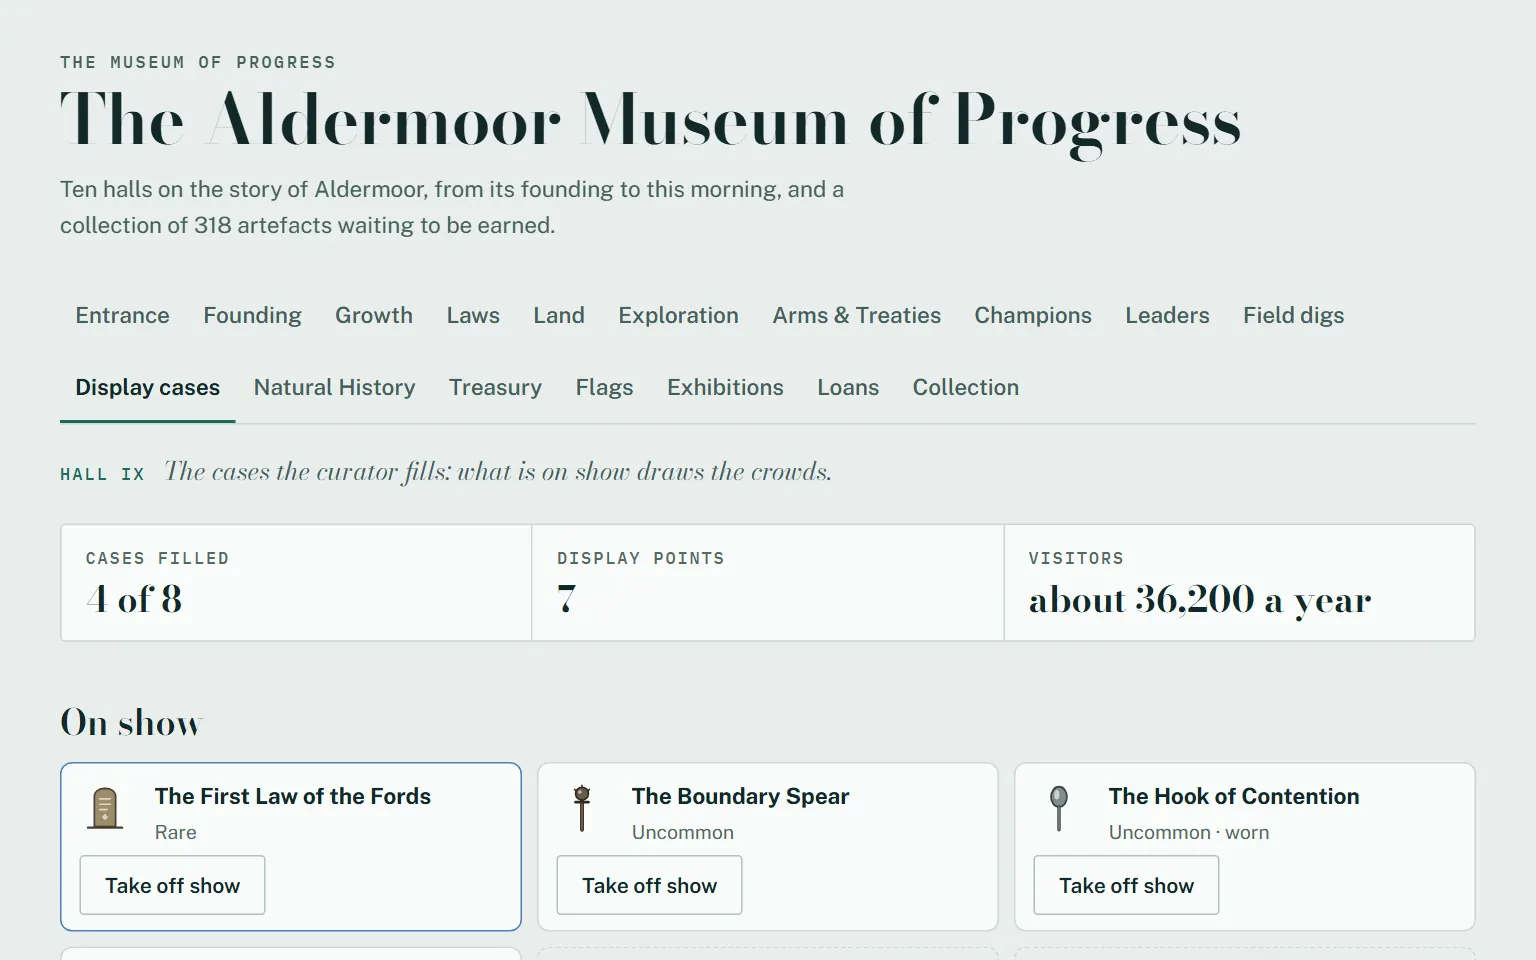 THE MUSEUM OF PROGRESS
The Aldermoor Museum of Progress
Ten halls on the story of Aldermoor, from its founding to this morning, and a
collection of 318 artefacts waiting to be earned.
Entrance Founding Growth Laws Land Exploration Arms & Treaties Champions Leaders Field digs
Display cases Natural History Treasury Flags Exhibitions Loans Collection
HALL IX The cases the curator fills: what is on show draws the crowds.
CASES FILLED
4 of 8
DISPLAY POINTS
7
VISITORS
about 36,200 a year
On show
The First Law of the Fords
Rare
Take off show
The Boundary Spear
Uncommon
Take off show
The Hook of Contention
Uncommon · worn
Take off show